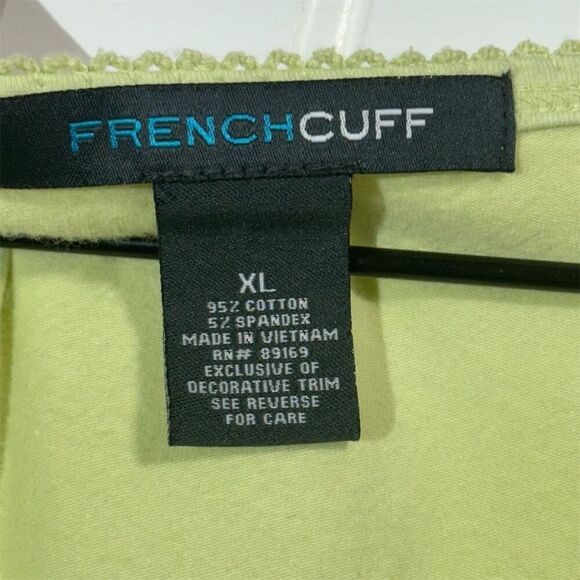 FRENCHCUFF
XL
95% COTTON
5% SPANDEX
MADE IN VIETNAM
RN# 89169
EXCLUSIVE OF
DECORATIVE TRIM
SEE REVERSE
FOR CARE